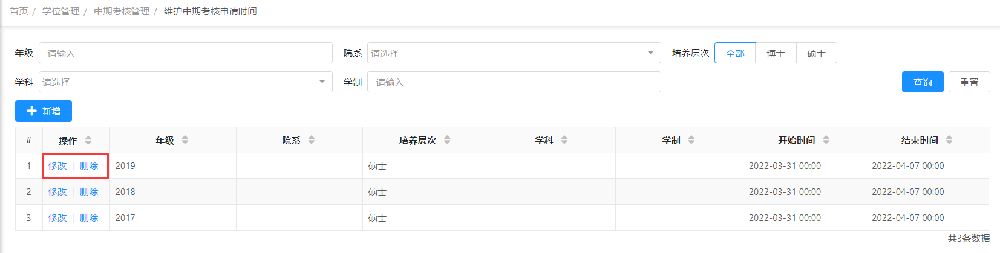 首页 / 学位管理 / 中期考核管理 / 维护中期考核申请时间
年级 请输入 院系 请选择 培养层次 全部 博士 硕士
学科 请选择 学制 请输入 查询 重置
新增
# 操作 年级 院系 培养层次 学科 学制 开始时间 结束时间
1 修改 | 删除 2019 硕士 2022-03-31 00:00 2022-04-07 00:00
2 修改 | 删除 2018 硕士 2022-03-31 00:00 2022-04-07 00:00
3 修改 | 删除 2017 硕士 2022-03-31 00:00 2022-04-07 00:00
共3条数据